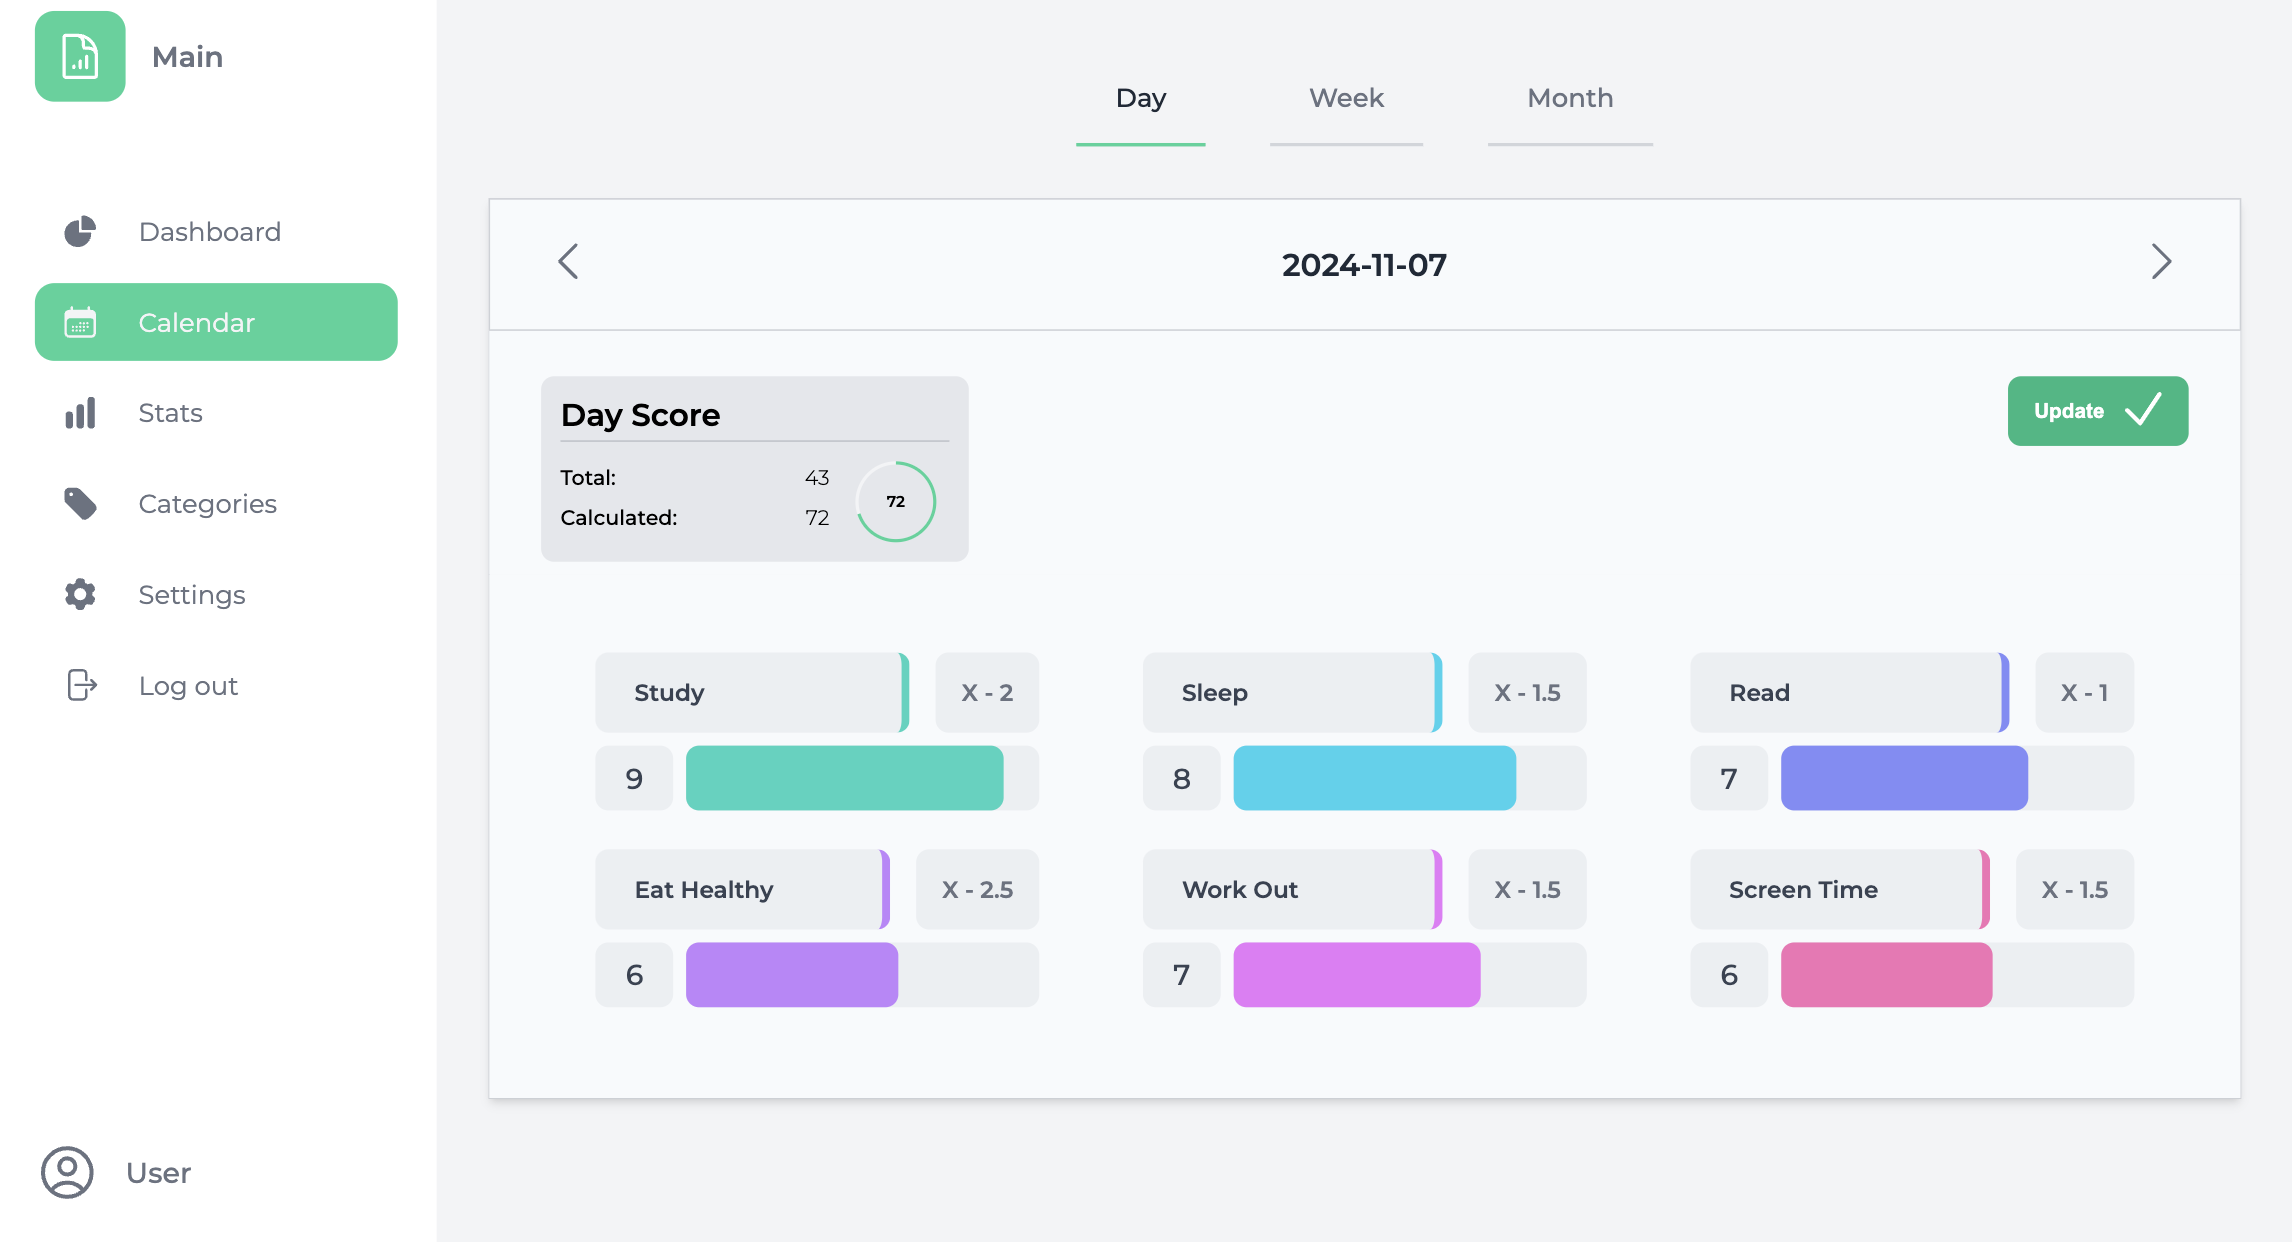 Main
Dashboard
Calendar
Stats
Categories
Settings
Log out
User
Day Week Month
2024-11-07
Day Score
Total: 43
Calculated: 72
72
Update
Study X - 2
9
Sleep X - 1.5
8
Read X - 1
7
Eat Healthy X - 2.5
6
Work Out X - 1.5
7
Screen Time X - 1.5
6